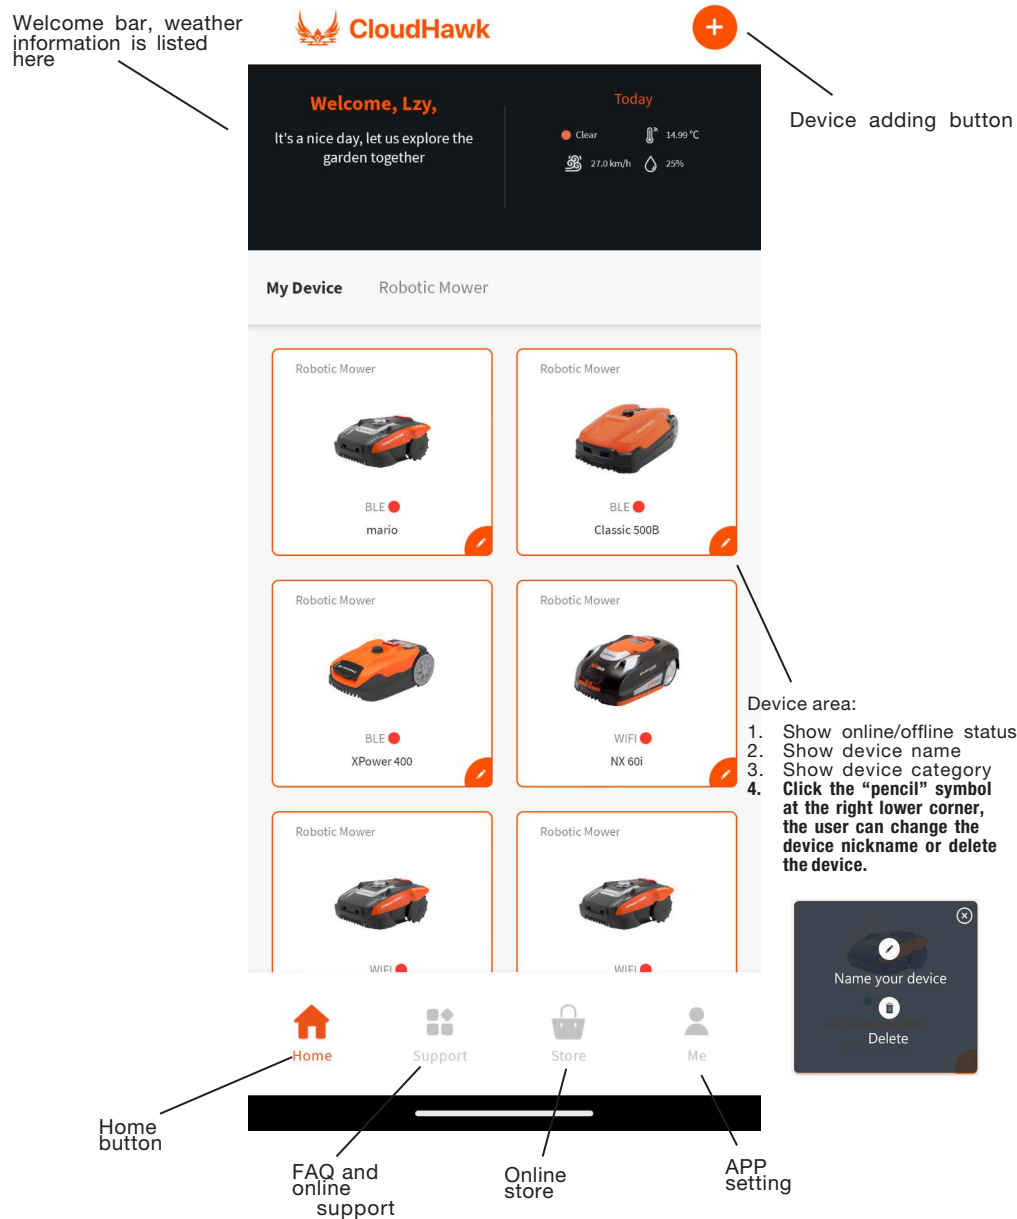 Welcome bar, weather
information is listed
here
CloudHawk
Device adding button
Welcome, Lzy,
It's a nice day, let us explore the
garden together
Today
Clear
14.99 °C
27.0 km/h
25%
My Device
Robotic Mower
Robotic Mower
BLE
mario
Robotic Mower
BLE
Classic 500B
Robotic Mower
BLE
XPower 400
Robotic Mower
WIFI
NX 60i
Robotic Mower
WIFI
Robotic Mower
WIFI
Device area:
1. Show online/offline status
2. Show device name
3. Show device category
4. Click the “pencil” symbol
at the right lower corner,
the user can change the
device nickname or delete
the device.
Name your device
Delete
Home
Support
Store
Me
Home
button
FAQ and
online
support
Online
store
APP
setting